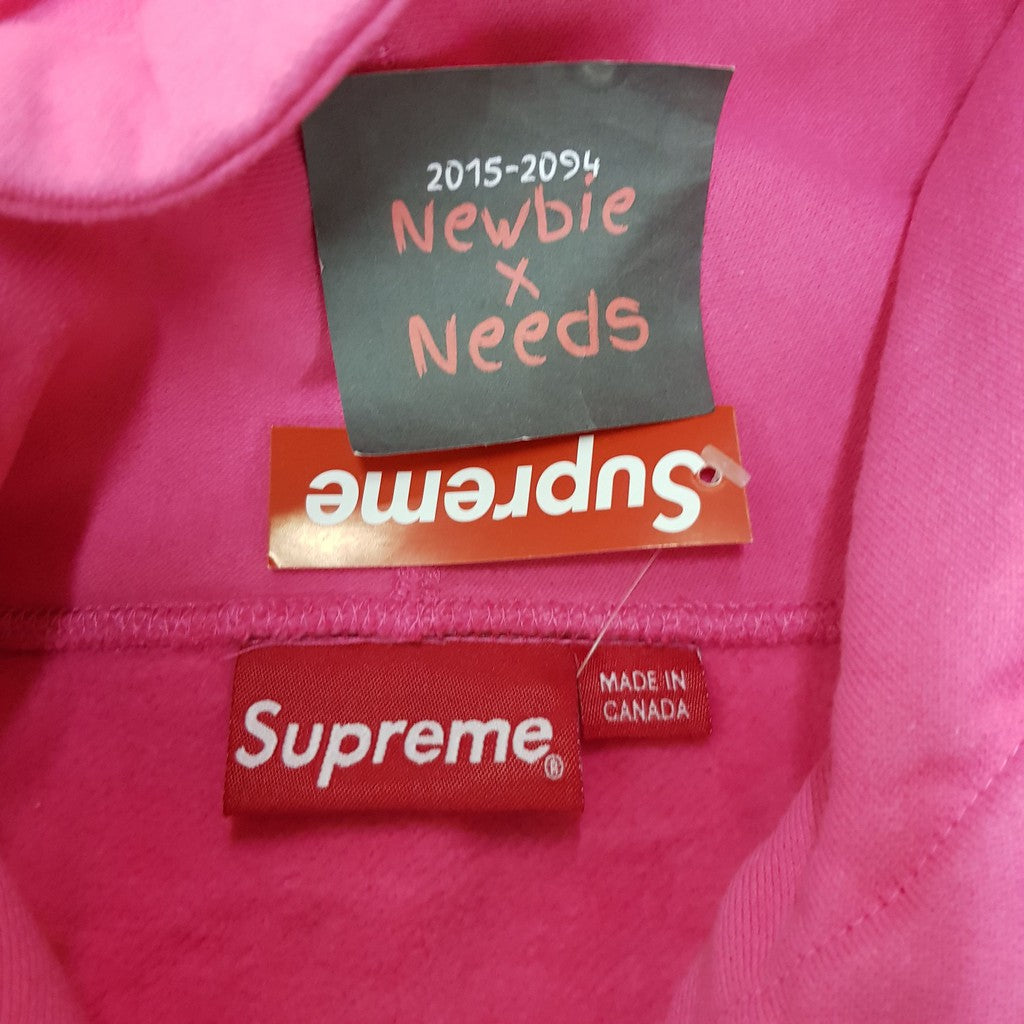 2015-2094
Newbie
x
Needs
Supreme
Supreme®
MADE IN
CANADA